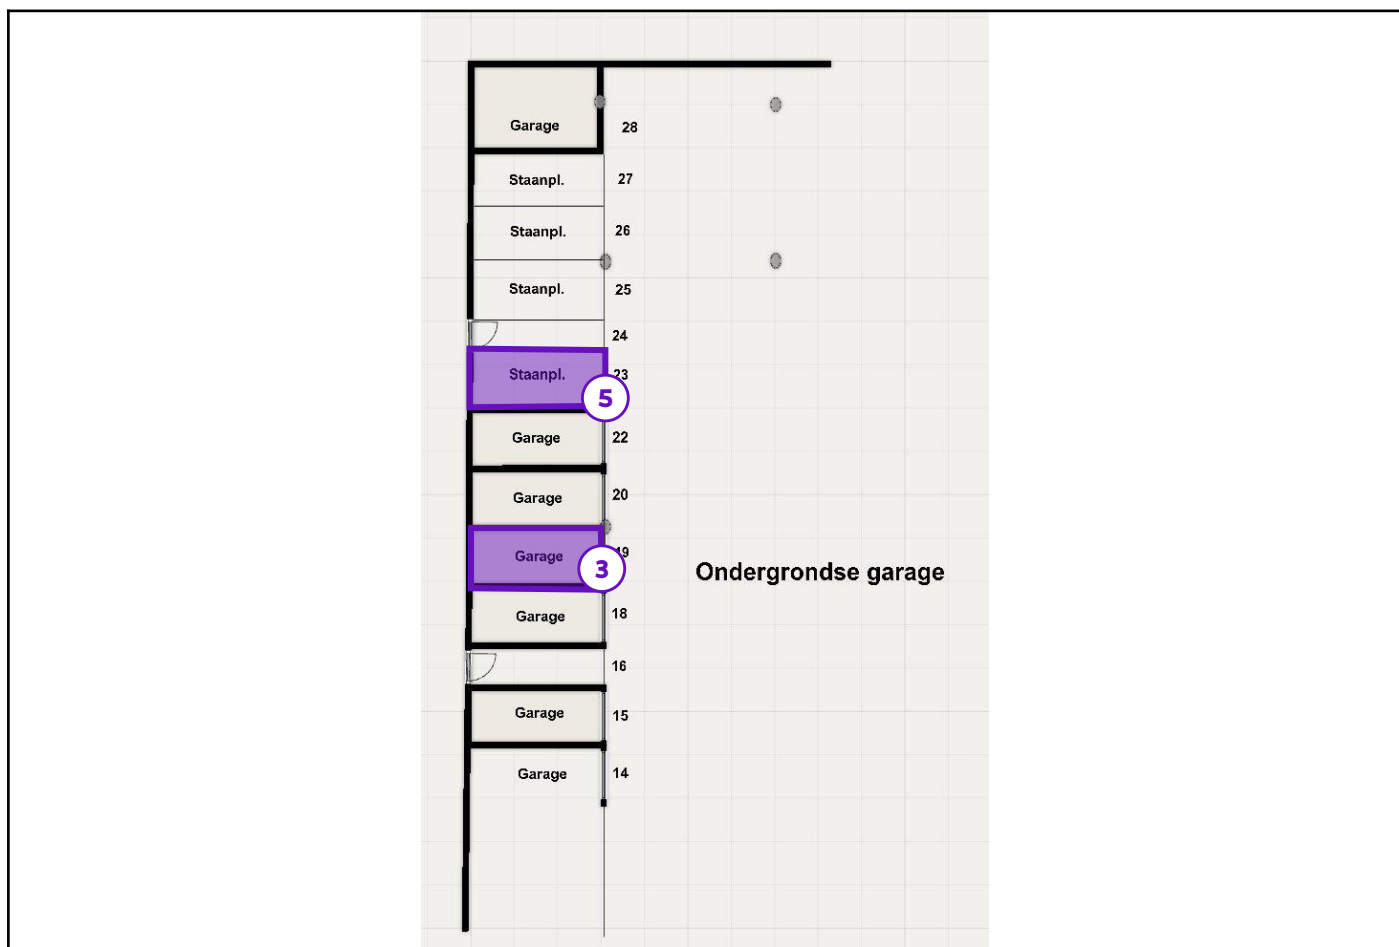 Garage 28
Staanpl. 27
Staanpl. 26
Staanpl. 25
24
Staanpl. 23
5
Garage 22
Garage 20
Garage 19
3
Ondergrondse garage
Garage 18
16
Garage 15
Garage 14